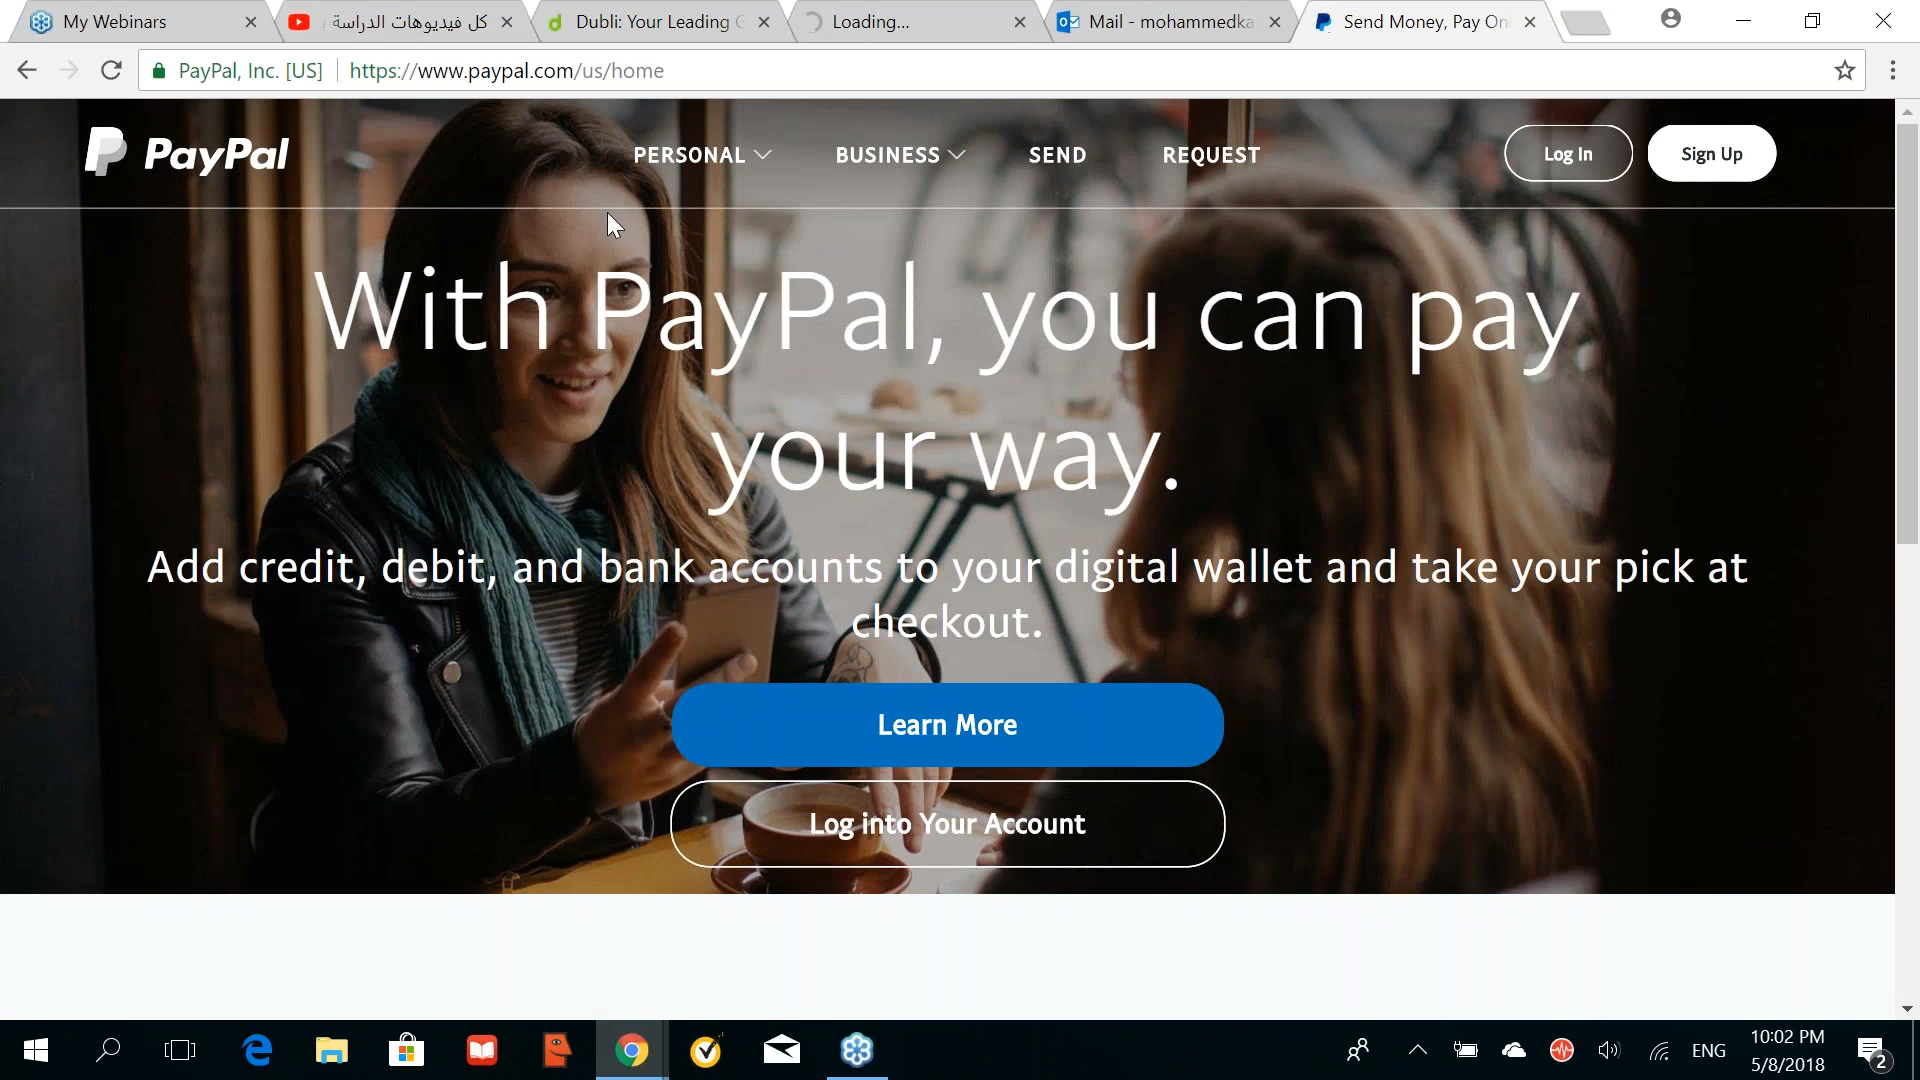 My Webinars
كل فيديوهات الدراسة
Dubli: Your Leading
Loading...
Mail - mohammedka
Send Money, Pay On
PayPal, Inc. [US]
https://www.paypal.com/us/home
PayPal
PERSONAL
BUSINESS
SEND
REQUEST
Log In
Sign Up
With PayPal, you can pay
your way.
Add credit, debit, and bank accounts to your digital wallet and take your pick at
checkout.
Learn More
Log into Your Account
ENG
10:02 PM
5/8/2018
2